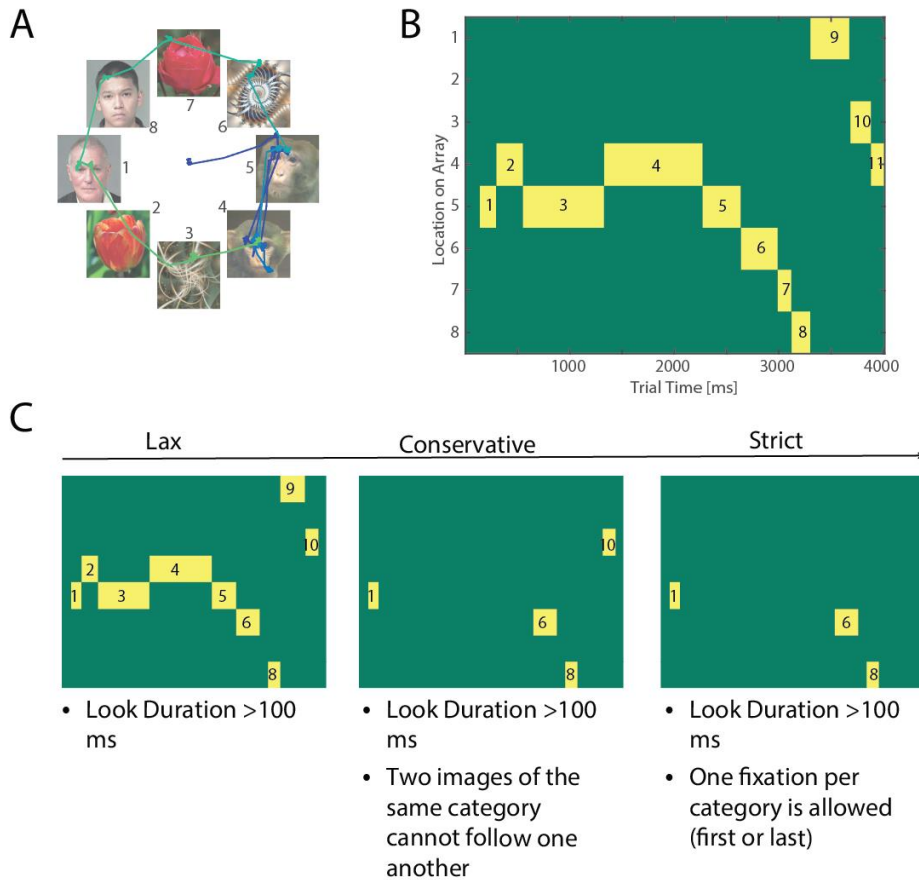 A
B
7
8
6
1
5
2
4
3
Location on Array
1
2
3
4
5
6
7
8
9
10
11
2
4
1
3
5
6
7
8
1000
2000
3000
4000
Trial Time [ms]
C
Lax
Conservative
Strict
9
10
10
2
4
1
3
5
1
1
6
6
6
8
8
8
• Look Duration >100
ms
• Look Duration >100
ms
• Two images of the
same category
cannot follow one
another
• Look Duration >100
ms
• One fixation per
category is allowed
(first or last)